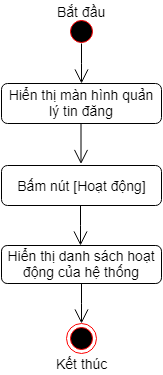 Bắt đầu
Hiển thị màn hình quản
lý tin đăng
Bấm nút [Hoạt động]
Hiển thị danh sách hoạt
động của hệ thống
Kết thúc